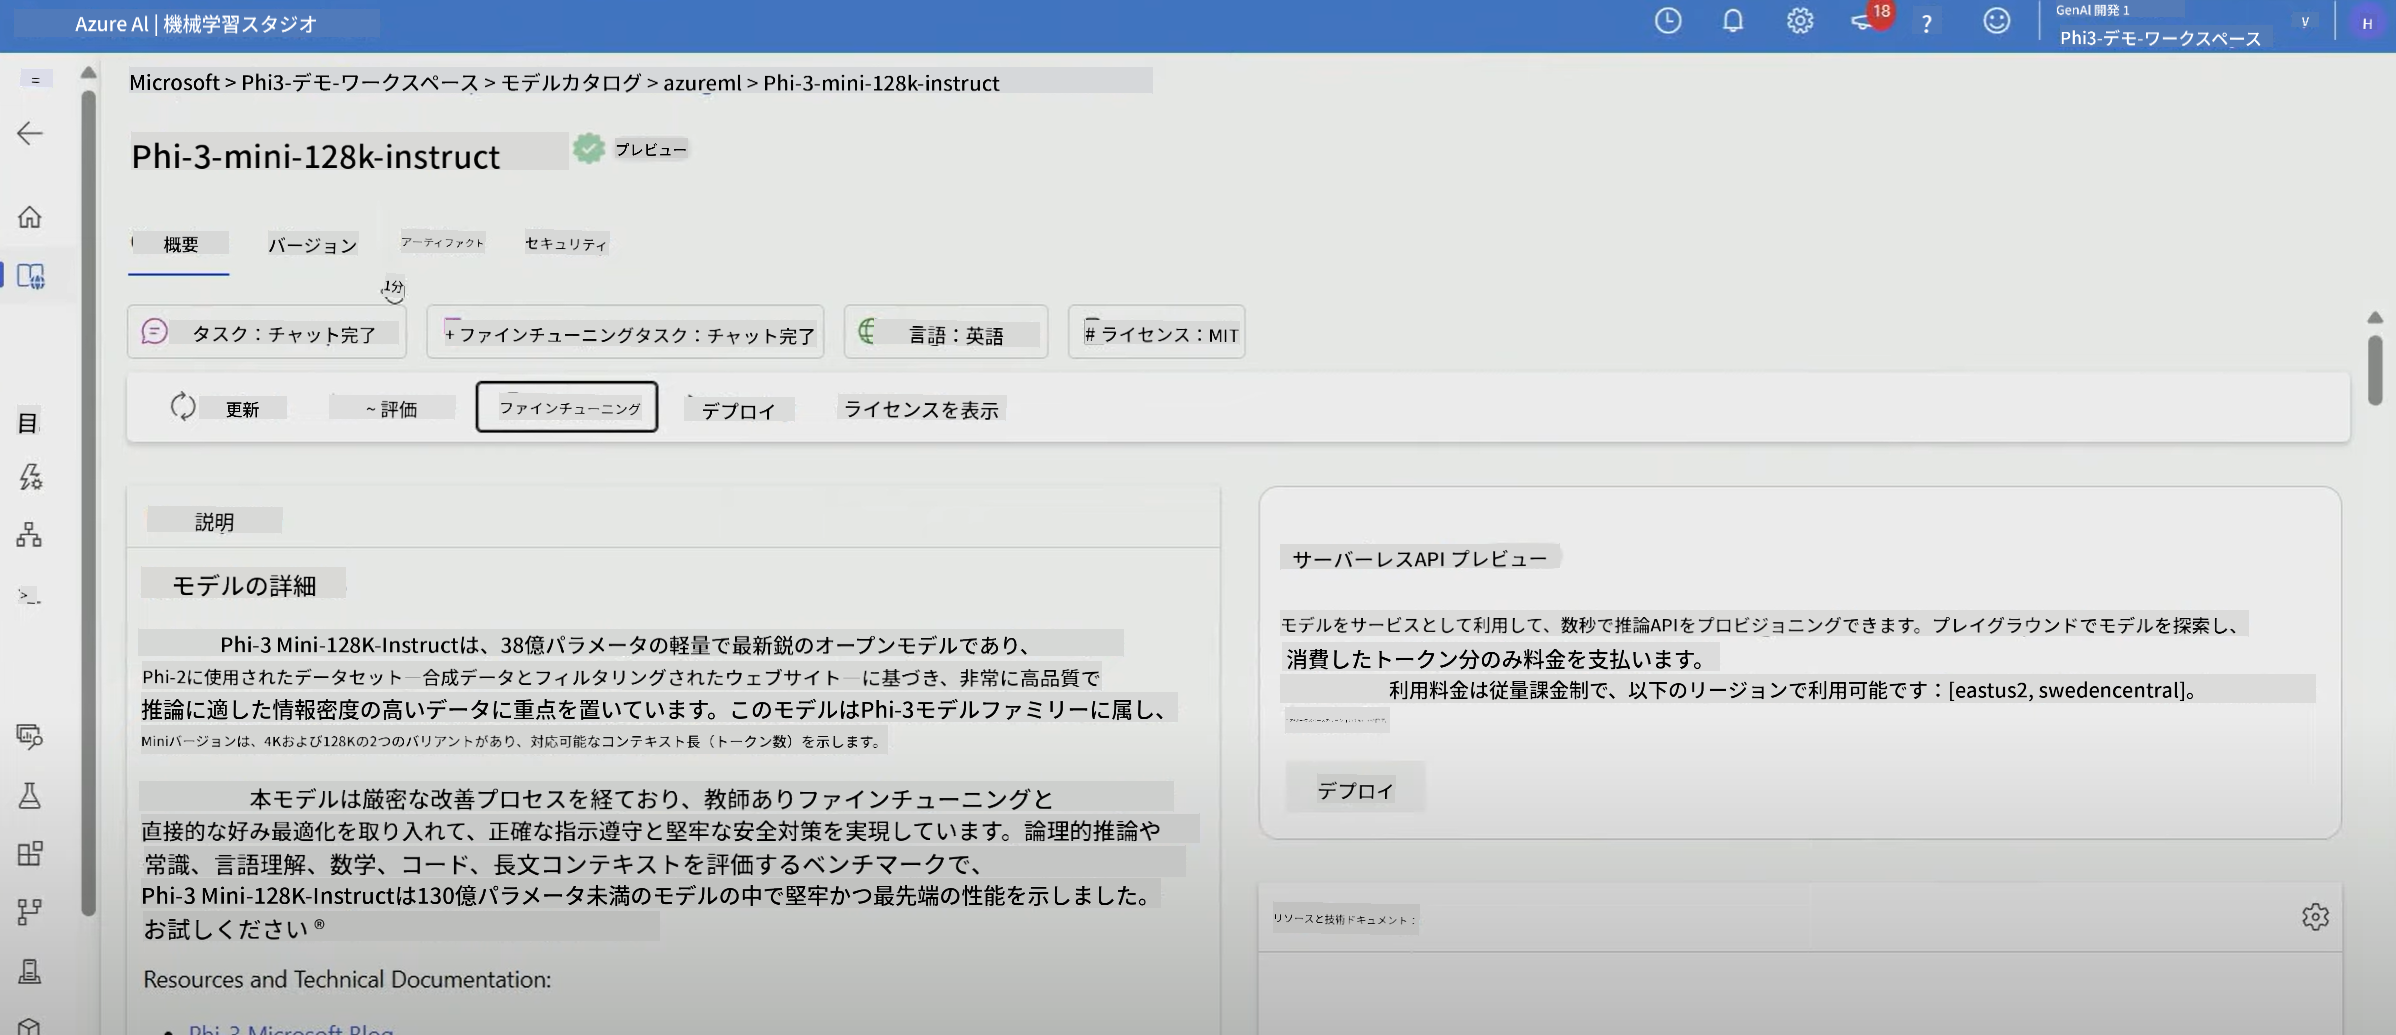 Azure Al | 機械学習スタジオ
18
?
GenAI 開発 1
Phi3-デモ-ワークスペース
v
H
Microsoft > Phi3-デモ-ワークスペース > モデルカタログ > azureml > Phi-3-mini-128k-instruct
Phi-3-mini-128k-instruct
プレビュー
概要
バージョン
アーティファクト
セキュリティ
1分
タスク：チャット完了
+ ファインチューニングタスク：チャット完了
言語：英語
# ライセンス：MIT
更新
~ 評価
ファインチューニング
デプロイ
ライセンスを表示
目
説明
モデルの詳細
Phi-3 Mini-128K-Instructは、38億パラメータの軽量で最新鋭のオープンモデルであり、
Phi-2に使用されたデータセット—合成データとフィルタリングされたウェブサイト—に基づき、非常に高品質で
推論に適した情報密度の高いデータに重点を置いています。このモデルはPhi-3モデルファミリーに属し、
Miniバージョンは、4Kおよび128Kの2つのバリアントがあり、対応可能なコンテキスト長（トークン数）を示します。
本モデルは厳密な改善プロセスを経ており、教師ありファインチューニングと
直接的な好み最適化を取り入れて、正確な指示遵守と堅牢な安全対策を実現しています。論理的推論や
常識、言語理解、数学、コード、長文コンテキストを評価するベンチマークで、
Phi-3 Mini-128K-Instructは130億パラメータ未満のモデルの中で堅牢かつ最先端の性能を示しました。
お試しください ®
Resources and Technical Documentation:
Phi-3 Microsoft Blog
サーバーレスAPI プレビュー
モデルをサービスとして利用して、数秒で推論APIをプロビジョニングできます。プレイグラウンドでモデルを探索し、
消費したトークン分のみ料金を支払います。
利用料金は従量課金制で、以下のリージョンで利用可能です：[eastus2, swedencentral]。
デプロイ
リソースと技術ドキュメント：